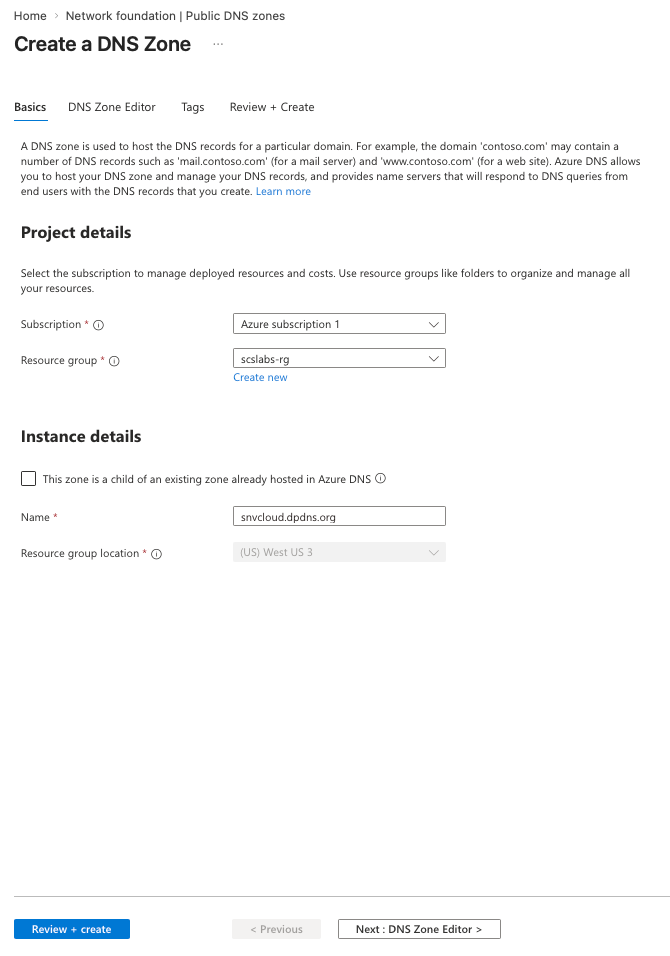 Home > Network foundation | Public DNS zones
Create a DNS Zone ...
Basics DNS Zone Editor Tags Review + Create
A DNS zone is used to host the DNS records for a particular domain. For example, the domain 'contoso.com' may contain a
number of DNS records such as 'mail.contoso.com' (for a mail server) and 'www.contoso.com' (for a web site). Azure DNS allows
you to host your DNS zone and manage your DNS records, and provides name servers that will respond to DNS queries from
end users with the DNS records that you create. Learn more
Project details
Select the subscription to manage deployed resources and costs. Use resource groups like folders to organize and manage all
your resources.
Subscription * Azure subscription 1
Resource group * scslabs-rg
Create new
Instance details
This zone is a child of an existing zone already hosted in Azure DNS
Name * snvcloud.dpdns.org
Resource group location * (US) West US 3
Review + create < Previous Next : DNS Zone Editor >